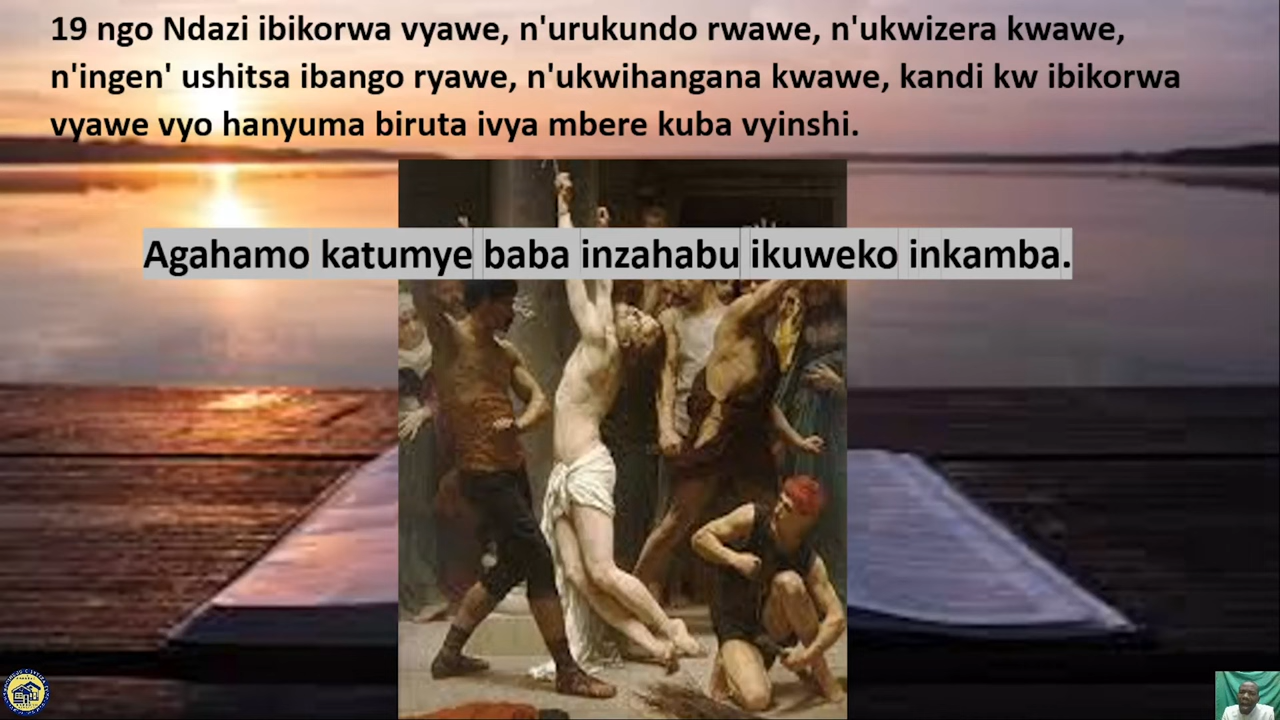 19 ngo Ndazi ibikorwa vyawe, n'urukundo rwawe, n'ukwizera kwawe,
n'ingen' ushitsa ibango ryawe, n'ukwihangana kwawe, kandi kw ibikorwa
vyawe vyo hanyuma biruta ivya mbere kuba vyinshi.
Agahamo katumye baba inzahabu ikuweko inkamba.